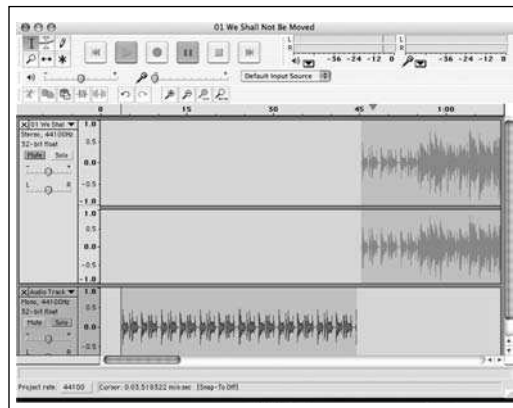 01 We Shall Not Be Moved
L
R
-36 -24 -12 0
L
R
-36 -24 -12 0
Default Input Source
0 15 30 45 1:00
X 01 We Shal
Stereo, 44100Hz
32-bit float
Mute Solo
- +
L R
1.0
0.5
0.0
-0.5
-1.0
1.0
0.5
0.0
-0.5
-1.0
X Audio Track
Mono, 44100Hz
32-bit float
Mute Solo
- +
L R
1.0
0.5
0.0
-0.5
Project rate: 44100 Cursor: 0:03.518522 min:sec [Snap-To Off]